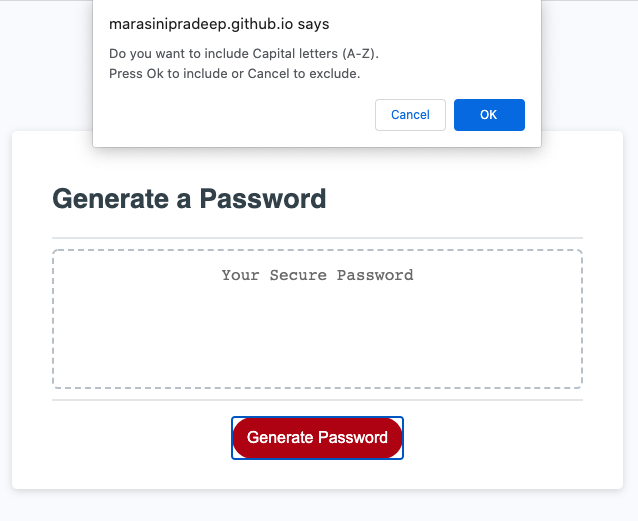 marasinipradeep.github.io says
Do you want to include Capital letters (A-Z).
Press Ok to include or Cancel to exclude.
Cancel
OK
Generate a Password
Your Secure Password
Generate Password